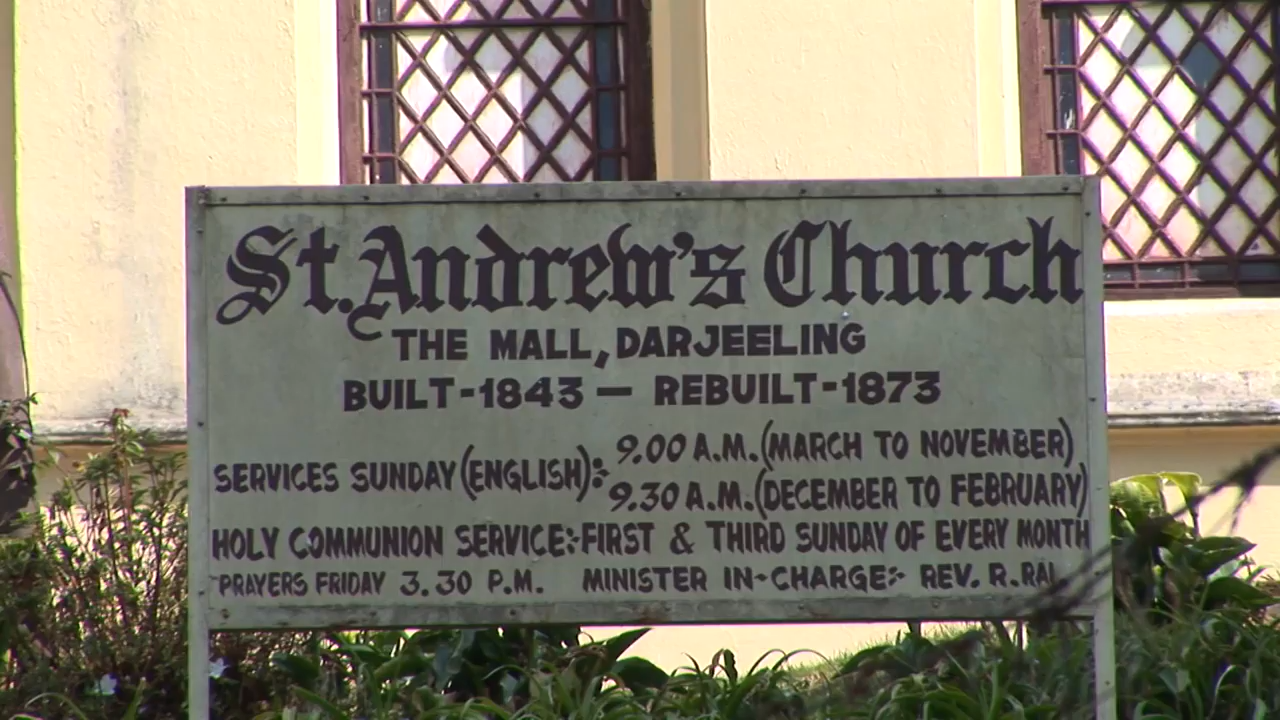 St. Andrew's Church
THE MALL, DARJEELING
BUILT-1843 — REBUILT-1873
SERVICES SUNDAY (ENGLISH):- 9.00 A.M. (MARCH TO NOVEMBER)
9.30 A.M. (DECEMBER TO FEBRUARY)
HOLY COMMUNION SERVICE:- FIRST & THIRD SUNDAY OF EVERY MONTH
PRAYERS FRIDAY 3.30 P.M. MINISTER IN-CHARGE:- REV. R. RAI